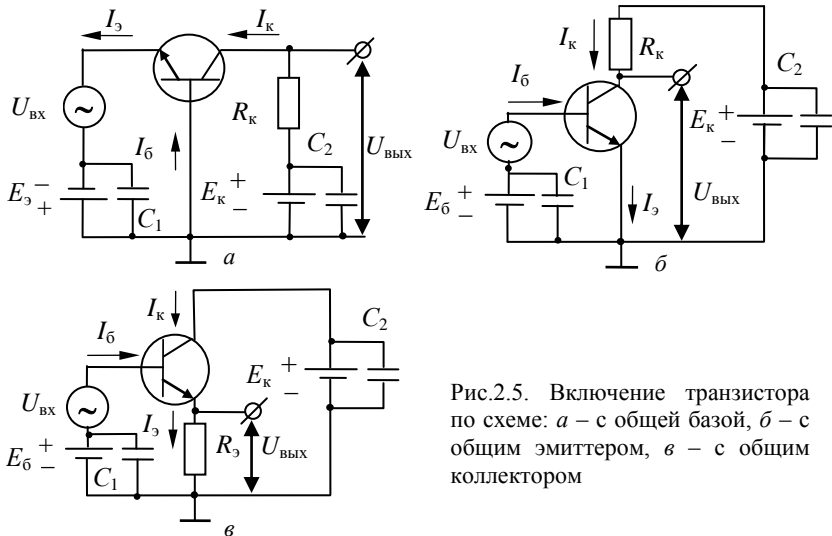 Iэ Iк
Uвх
Iб Rк C2 Uвых
Eэ − + C1 Eк + −
а
Iк Rк C2
Iб
Uвх Eк + −
Eб + − C1 Iэ Uвых
б
Iк C2
Iб
Uвх Iэ Eк + −
Eб + − C1 Rэ Uвых
в
Рис.2.5. Включение транзистора
по схеме: а – с общей базой, б – с
общим эмиттером, в – с общим
коллектором